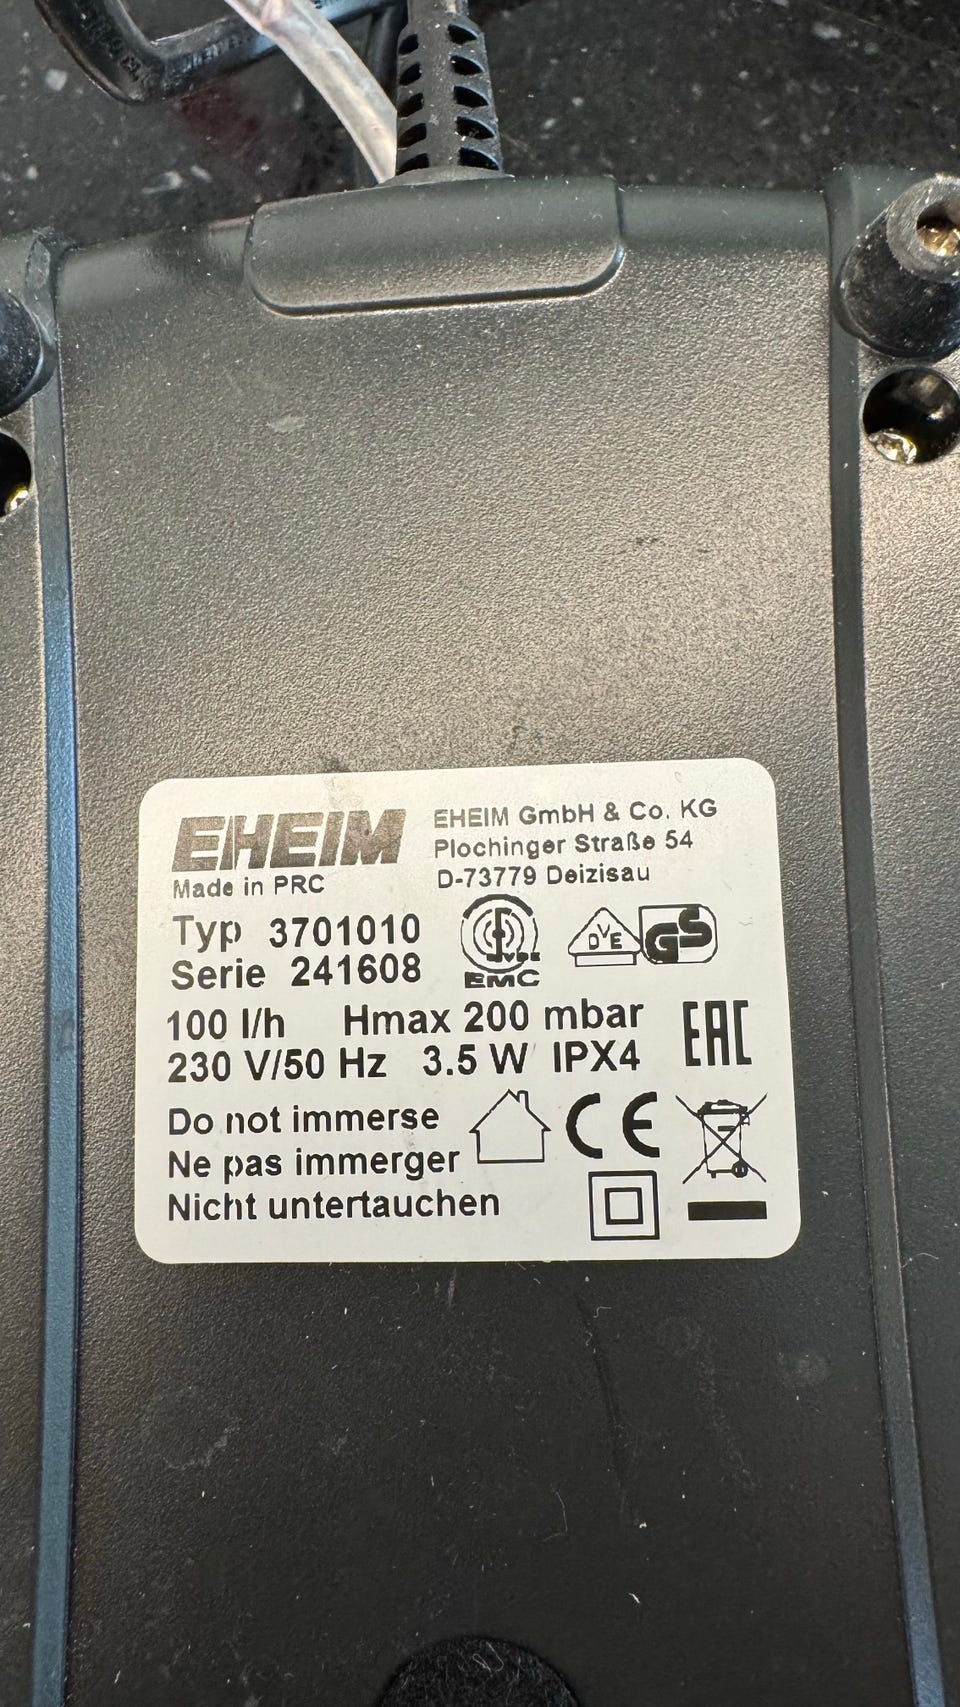 EHEIM
Made in PRC
EHEIM GmbH & Co. KG
Plochinger Straße 54
D-73779 Deizisau
Typ 3701010
Serie 241608
VDE
EMC
DVE
GS
100 l/h Hmax 200 mbar
230 V/50 Hz 3.5 W IPX4
EAC
Do not immerse
Ne pas immerger
Nicht untertauchen
CE